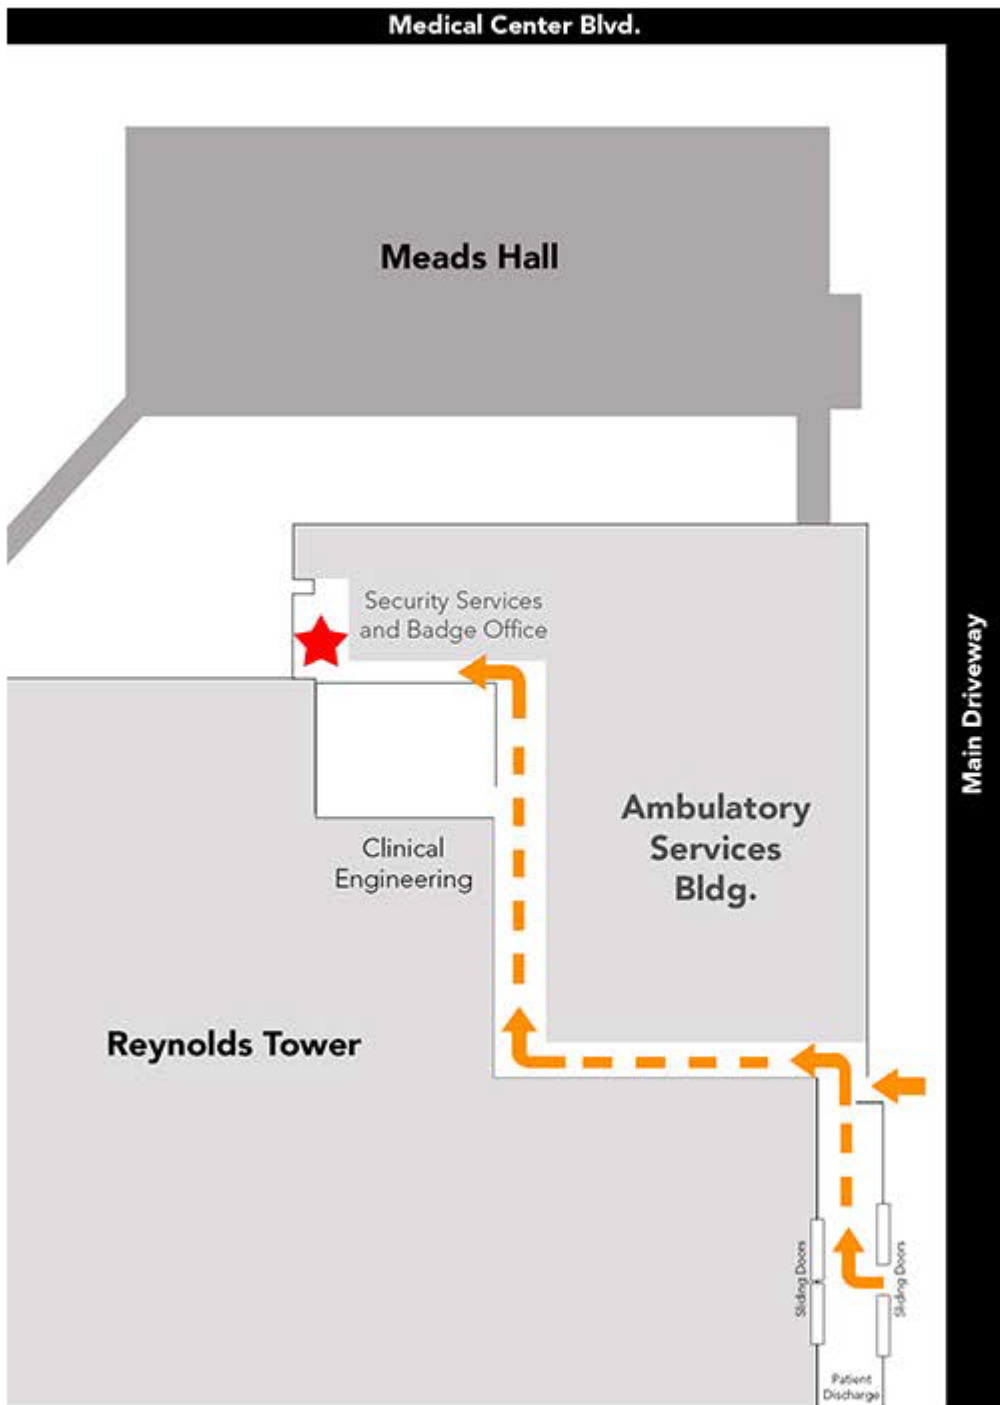 Medical Center Blvd.
Meads Hall
Security Services
and Badge Office
Main Driveway
Ambulatory
Services
Bldg.
Clinical
Engineering
Reynolds Tower
Sliding Doors
Sliding Doors
Patient
Discharge